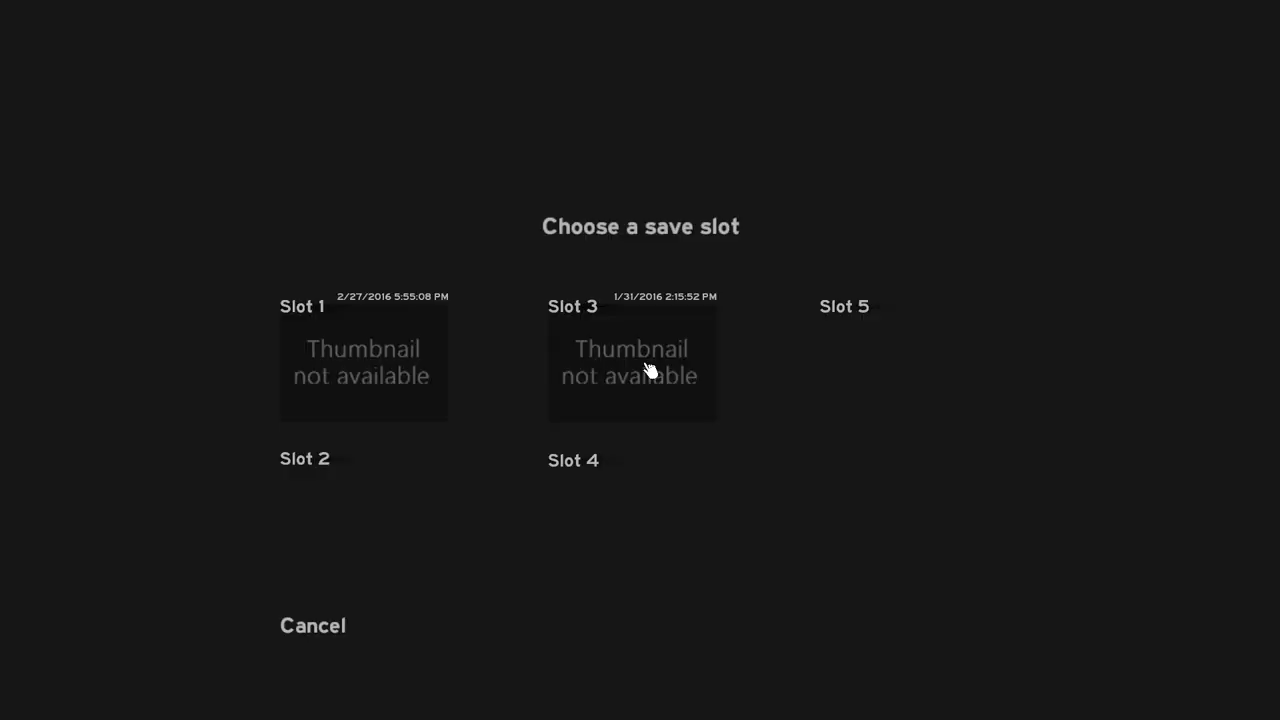 Choose a save slot
Slot 1 2/27/2016 5:55:08 PM
Thumbnail
not available
Slot 2
Slot 3 1/31/2016 2:15:52 PM
Thumbnail
not available
Slot 4
Slot 5
Cancel